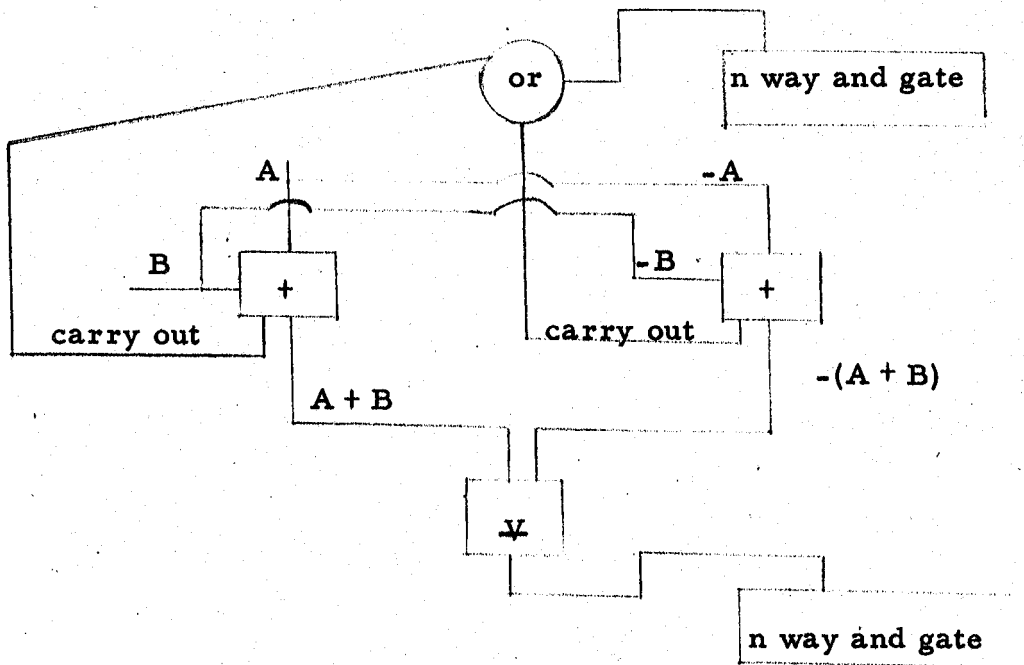 or
n way and gate
A
-A
B
-B
+
+
carry out
carry out
-(A + B)
A + B
V
n way and gate